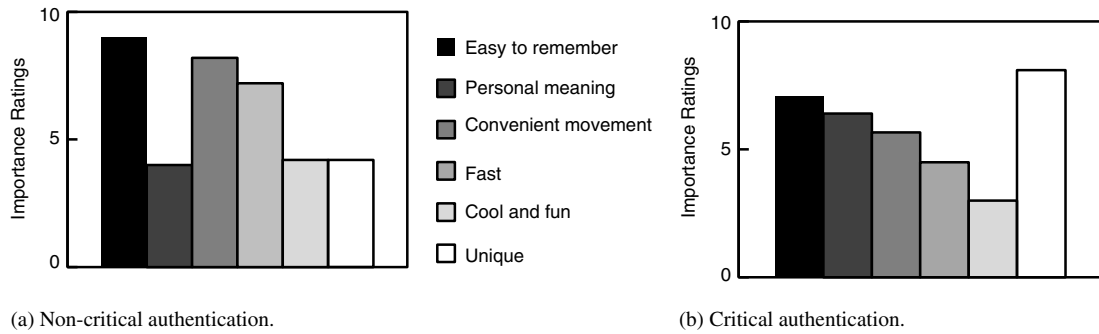 10
5
0
Importance Ratings
Easy to remember
Personal meaning
Convenient movement
Fast
Cool and fun
Unique
10
5
0
Importance Ratings
(a) Non-critical authentication.
(b) Critical authentication.